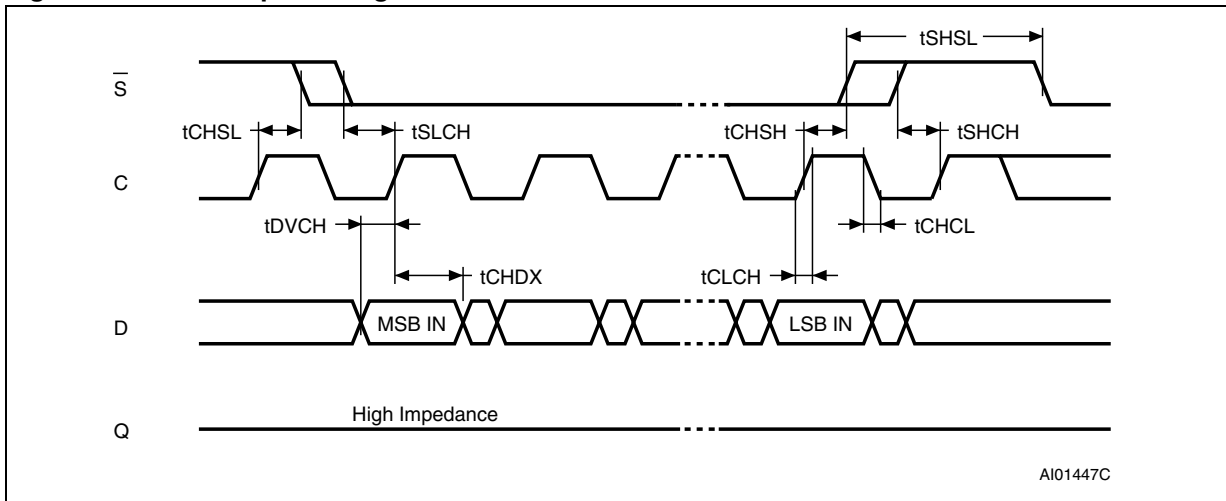 tSHSL
S̅
tCHSL
tSLCH
tCHSH
tSHCH
C
tDVCH
tCHCL
tCHDX
tCLCH
D
MSB IN
LSB IN
High Impedance
Q
AI01447C